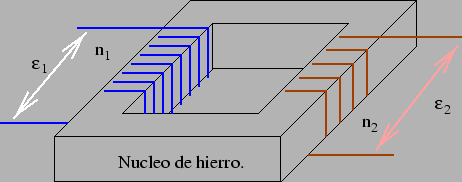 ε1
n1
n2
ε2
Nucleo de hierro.